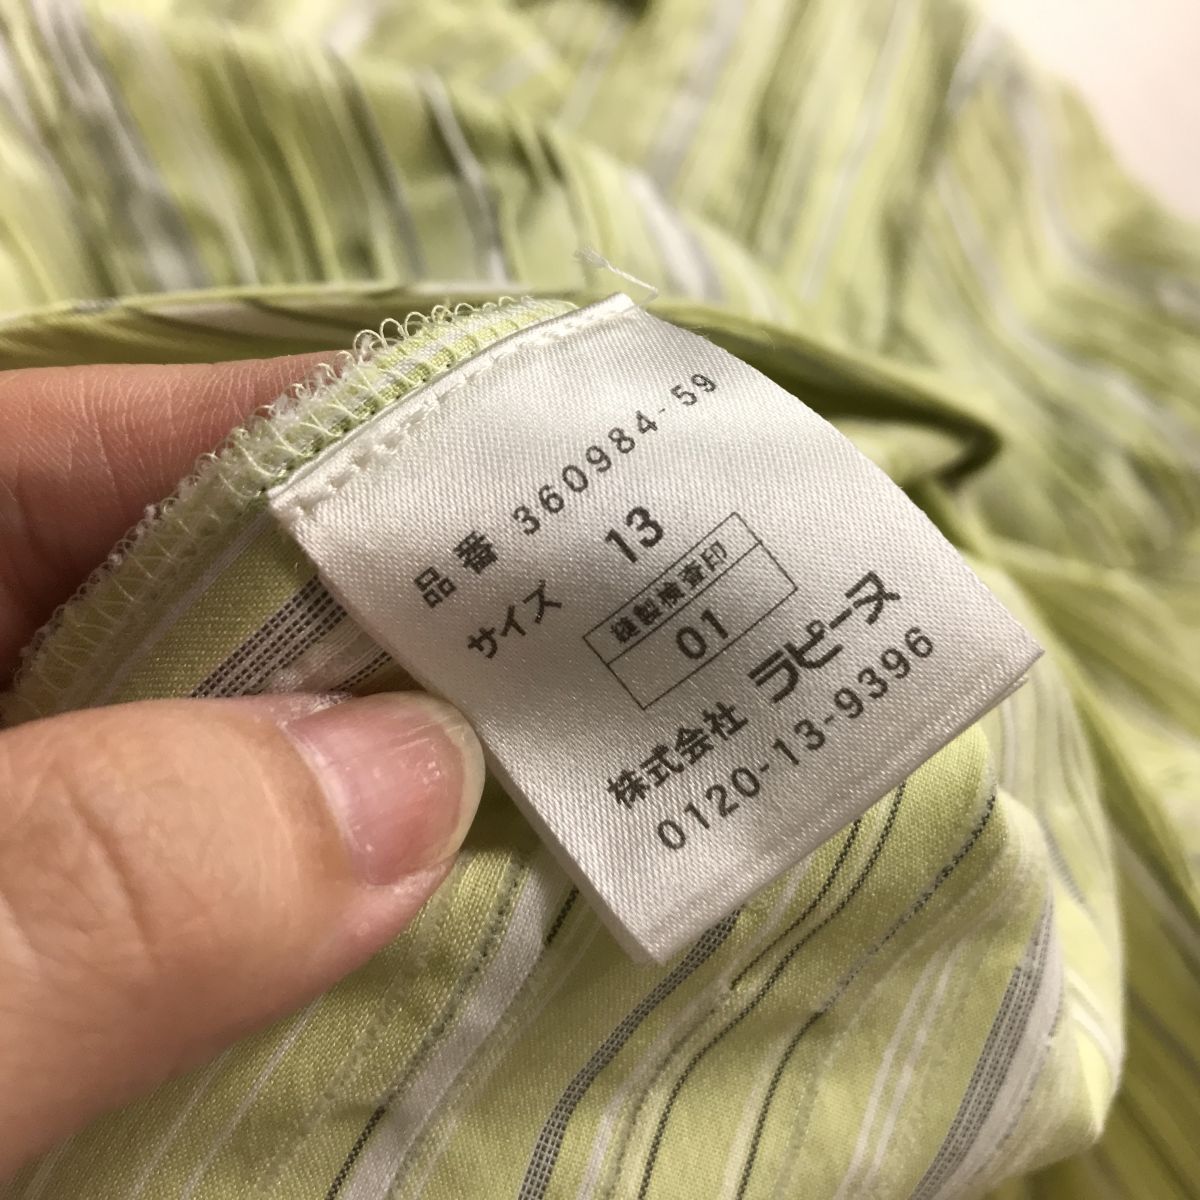 品番 360984-59
サイズ 13
縫製検査印
01
株式会社 ラピーヌ
0120-13-9396